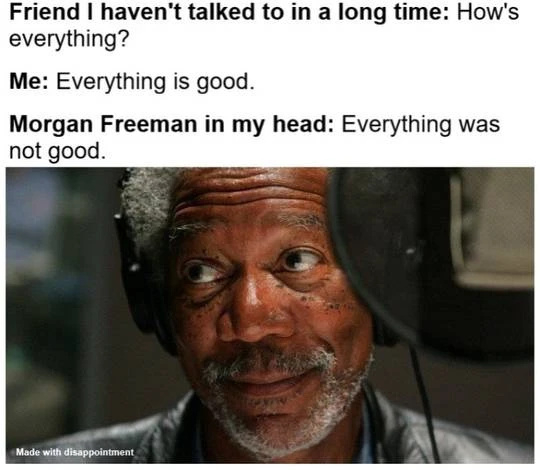 Friend I haven't talked to in a long time: How's
everything?
Me: Everything is good.
Morgan Freeman in my head: Everything was
not good.
Made with disappointment